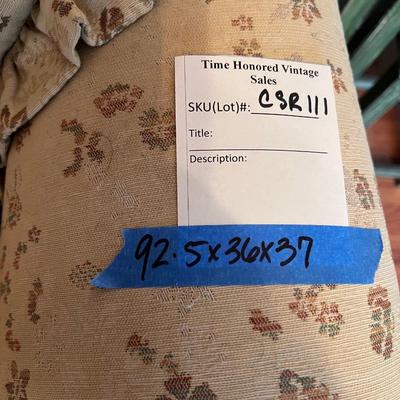 Time Honored Vintage
Sales
SKU(Lot)#: CSR111
Title:
Description:
92.5x36x37